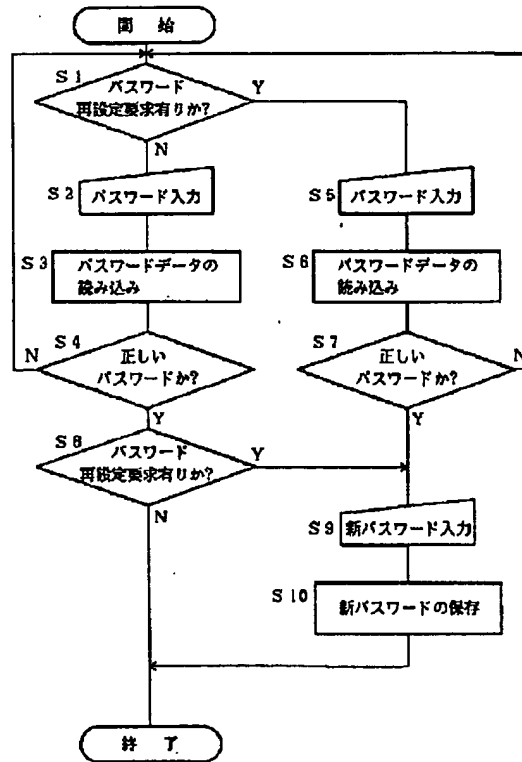 開 始
S1
パスワード
再設定要求有りか?
Y
N
S2
パスワード入力
S5
パスワード入力
S3
パスワードデータの
読み込み
S6
パスワードデータの
読み込み
S4
正しい
パスワードか?
N
Y
S7
正しい
パスワードか?
N
Y
S8
パスワード
再設定要求有りか?
Y
N
S9
新パスワード入力
S10
新パスワードの保存
終 了